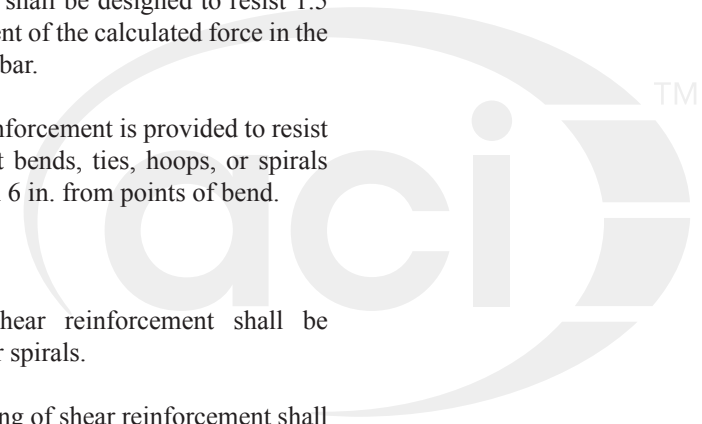 shall be designed to resist 1.5
ent of the calculated force in the
bar.
nforcement is provided to resist
t bends, ties, hoops, or spirals
6 in. from points of bend.
hear reinforcement shall be
r spirals.
ng of shear reinforcement shall
aci
TM